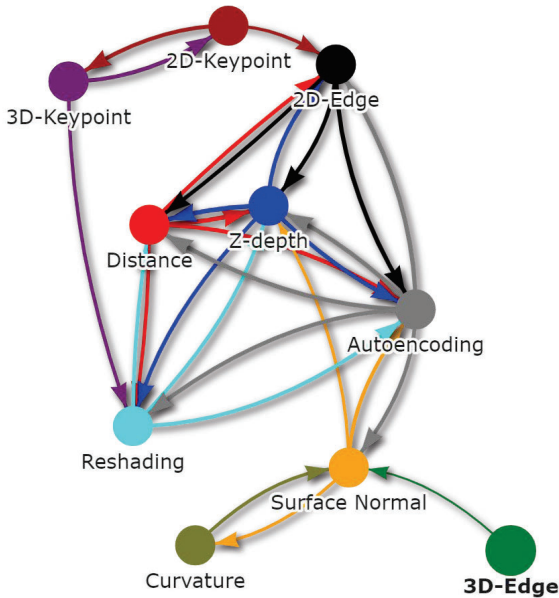 2D-Keypoint
2D-Edge
3D-Keypoint
Z-depth
Distance
Autoencoding
Reshading
Surface Normal
Curvature
3D-Edge